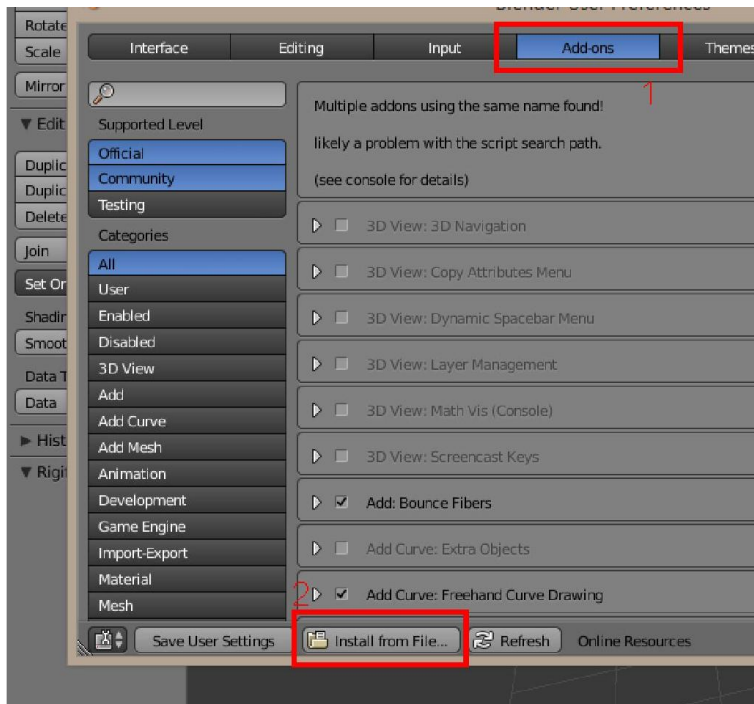 Blender User Preferences
Rotate
Scale
Mirror
Edit
Duplic
Duplic
Delete
Join
Set Or
Shadin
Smoot
Data T
Data
Hist
Rigi
Interface
Editing
Input
Add-ons
Themes
1
Supported Level
Official
Community
Testing
Categories
All
User
Enabled
Disabled
3D View
Add
Add Curve
Add Mesh
Animation
Development
Game Engine
Import-Export
Material
Mesh
Multiple addons using the same name found!
likely a problem with the script search path.
(see console for details)
3D View: 3D Navigation
3D View: Copy Attributes Menu
3D View: Dynamic Spacebar Menu
3D View: Layer Management
3D View: Math Vis (Console)
3D View: Screencast Keys
Add: Bounce Fibers
Add Curve: Extra Objects
Add Curve: Freehand Curve Drawing
2
Save User Settings
Install from File...
Refresh
Online Resources